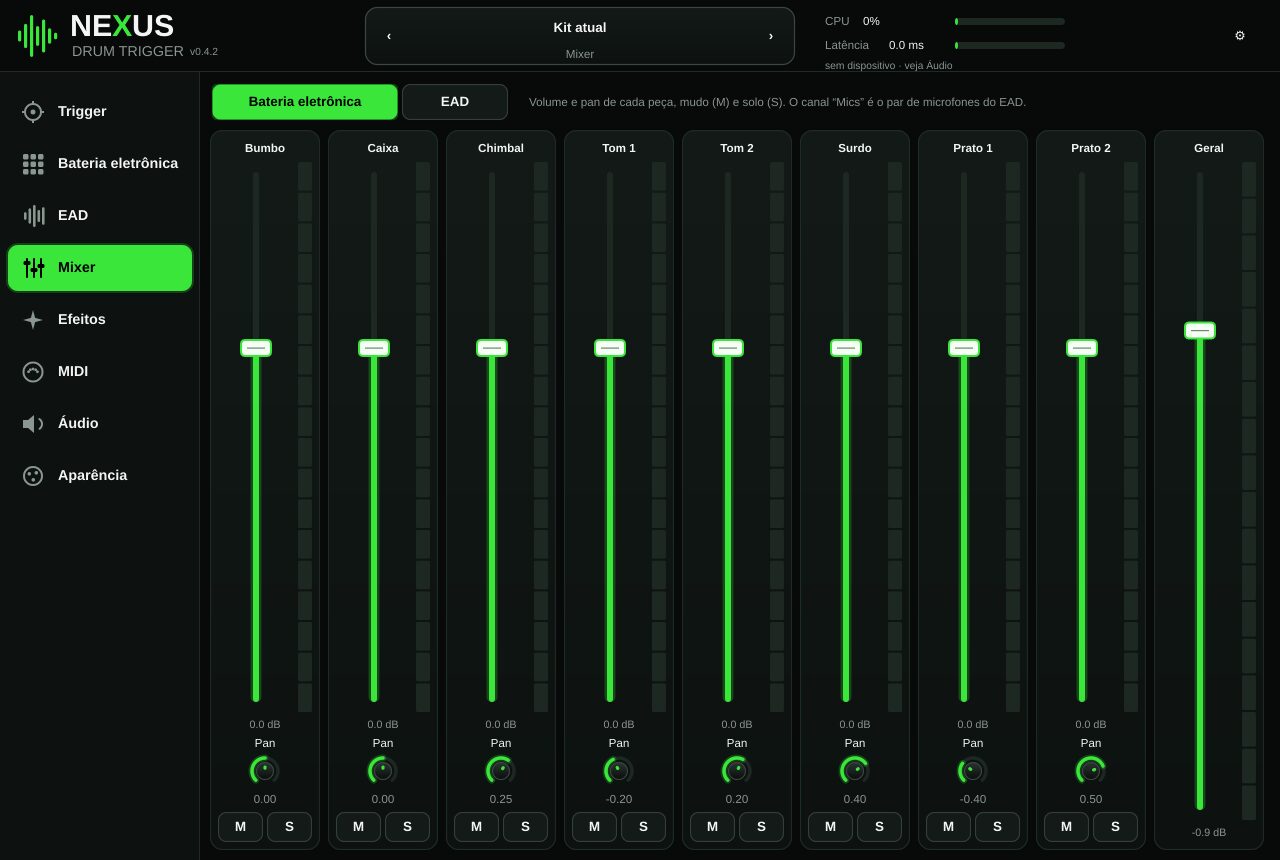 NEXUS
DRUM TRIGGER v0.4.2
‹ Kit atual ›
Mixer
CPU 0%
Latência 0.0 ms
sem dispositivo · veja Áudio
⚙
Trigger
Bateria eletrônica
EAD
Mixer
Efeitos
MIDI
Áudio
Aparência
Bateria eletrônica EAD Volume e pan de cada peça, mudo (M) e solo (S). O canal “Mics” é o par de microfones do EAD.
Bumbo Caixa Chimbal Tom 1 Tom 2 Surdo Prato 1 Prato 2 Geral
0.0 dB 0.0 dB 0.0 dB 0.0 dB 0.0 dB 0.0 dB 0.0 dB 0.0 dB
Pan Pan Pan Pan Pan Pan Pan Pan
0.00 0.00 0.25 -0.20 0.20 0.40 -0.40 0.50
M S M S M S M S M S M S M S M S
-0.9 dB